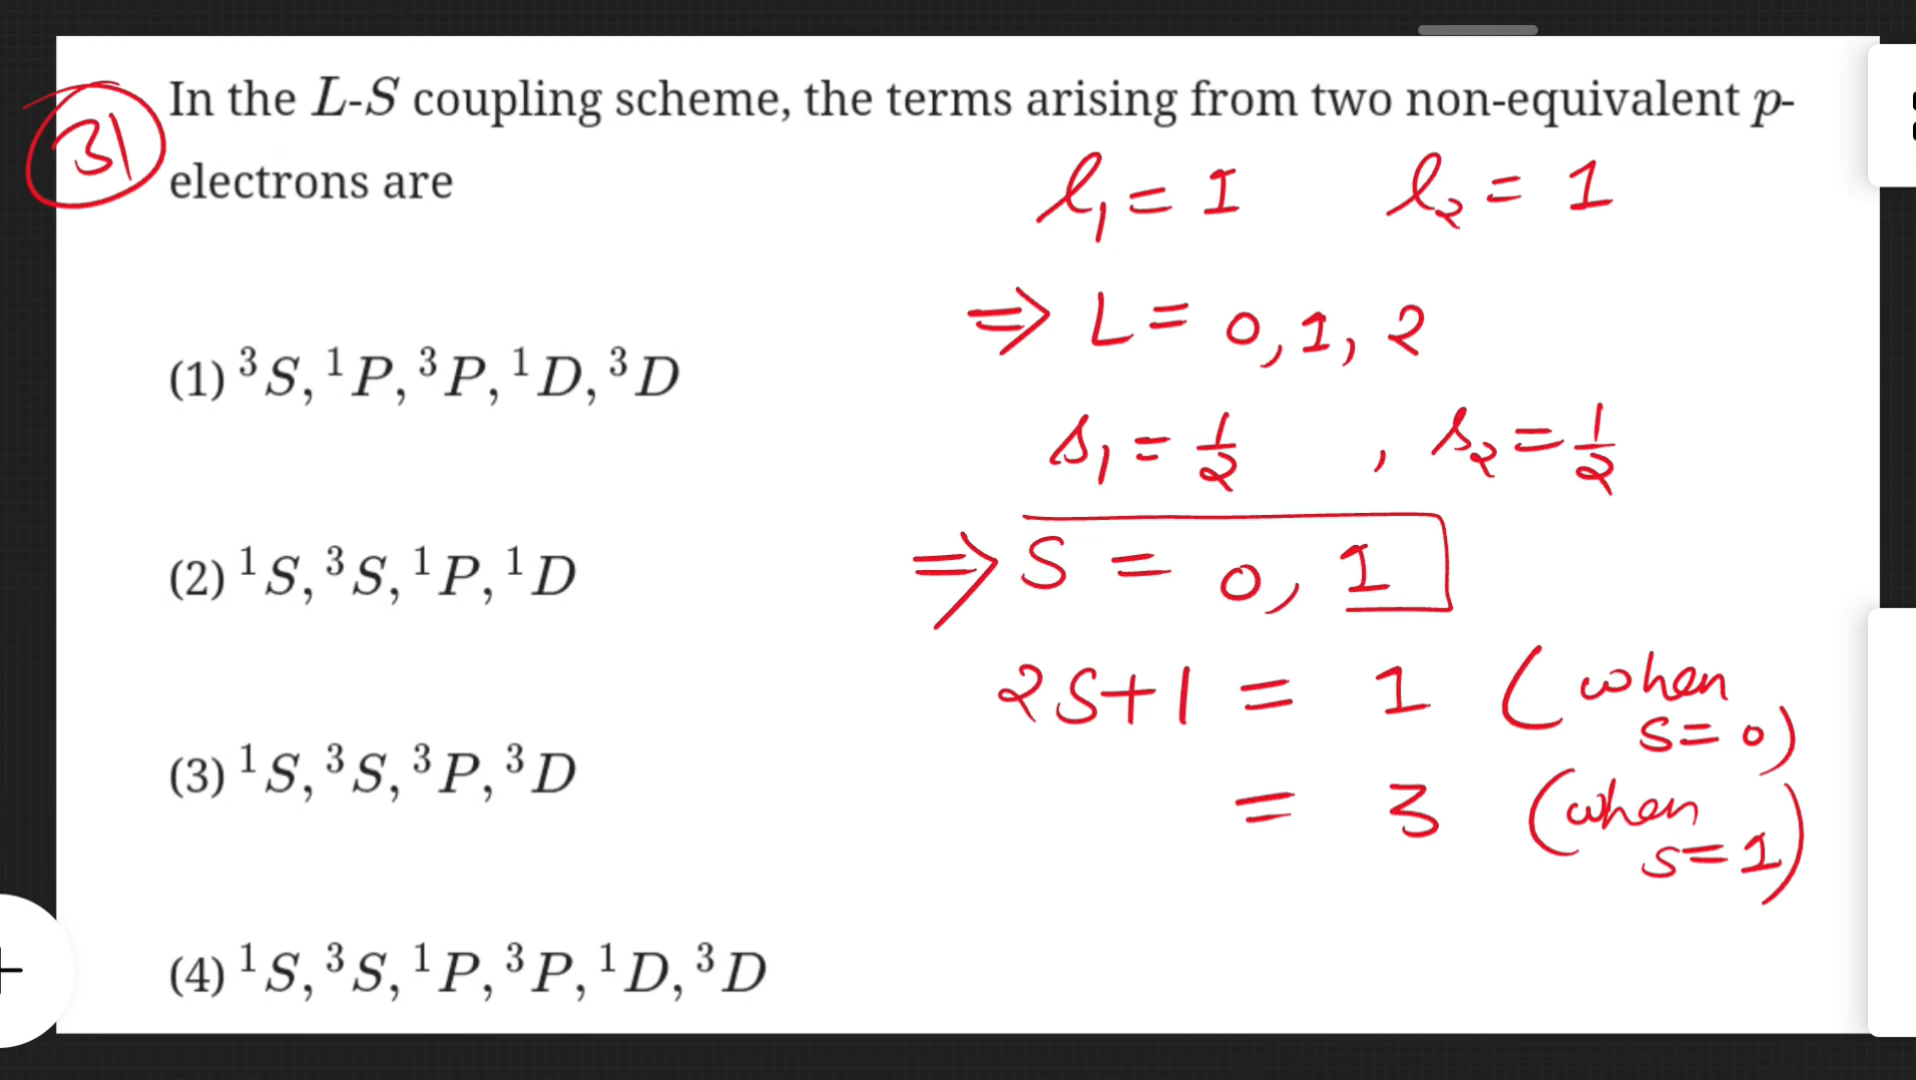 31
In the L-S coupling scheme, the terms arising from two non-equivalent p-
electrons are
l₁ = 1 l₂ = 1
⇒ L = 0, 1, 2
(1) ³S, ¹P, ³P, ¹D, ³D
s₁ = 1/2 , s₂ = 1/2
⇒ S = 0, 1
(2) ¹S, ³S, ¹P, ¹D
2S+1 = 1 (when s=0)
(3) ¹S, ³S, ³P, ³D
= 3 (when s=1)
(4) ¹S, ³S, ¹P, ³P, ¹D, ³D